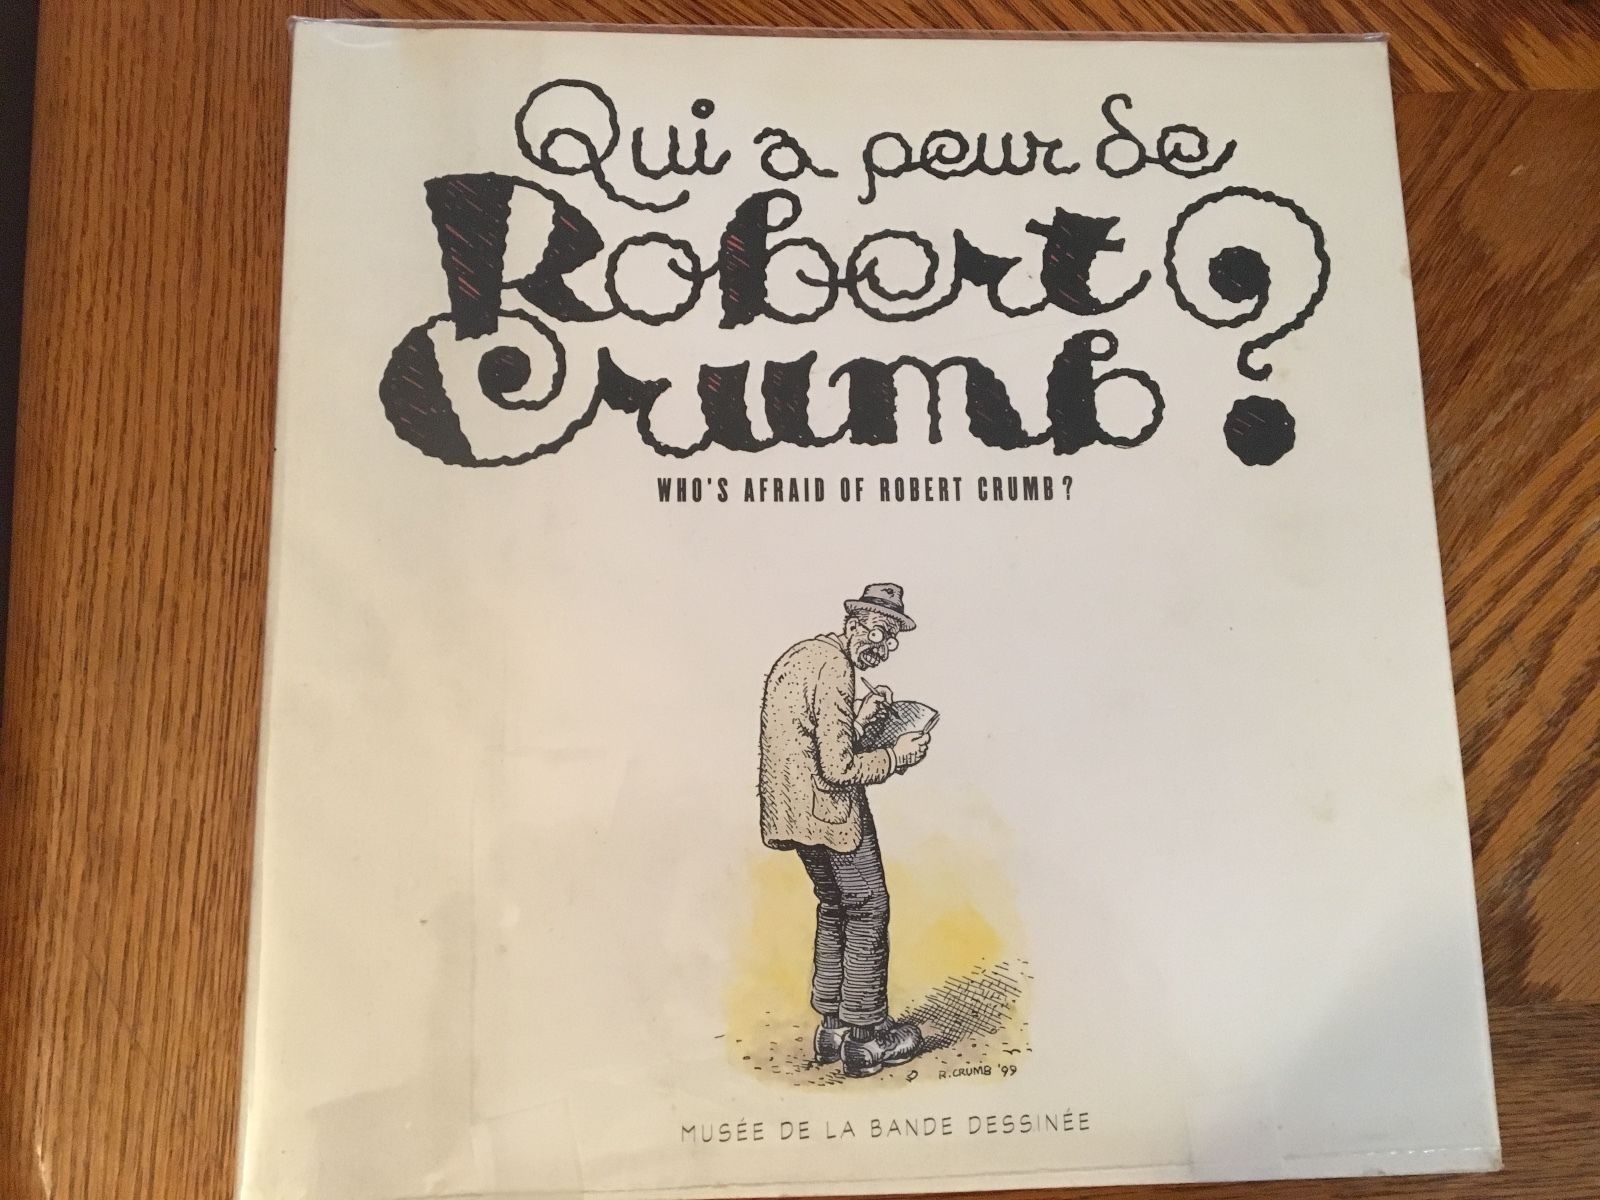 Qui a peur de
Robert
Crumb?
WHO'S AFRAID OF ROBERT CRUMB?
R. CRUMB '99
MUSÉE DE LA BANDE DESSINÉE